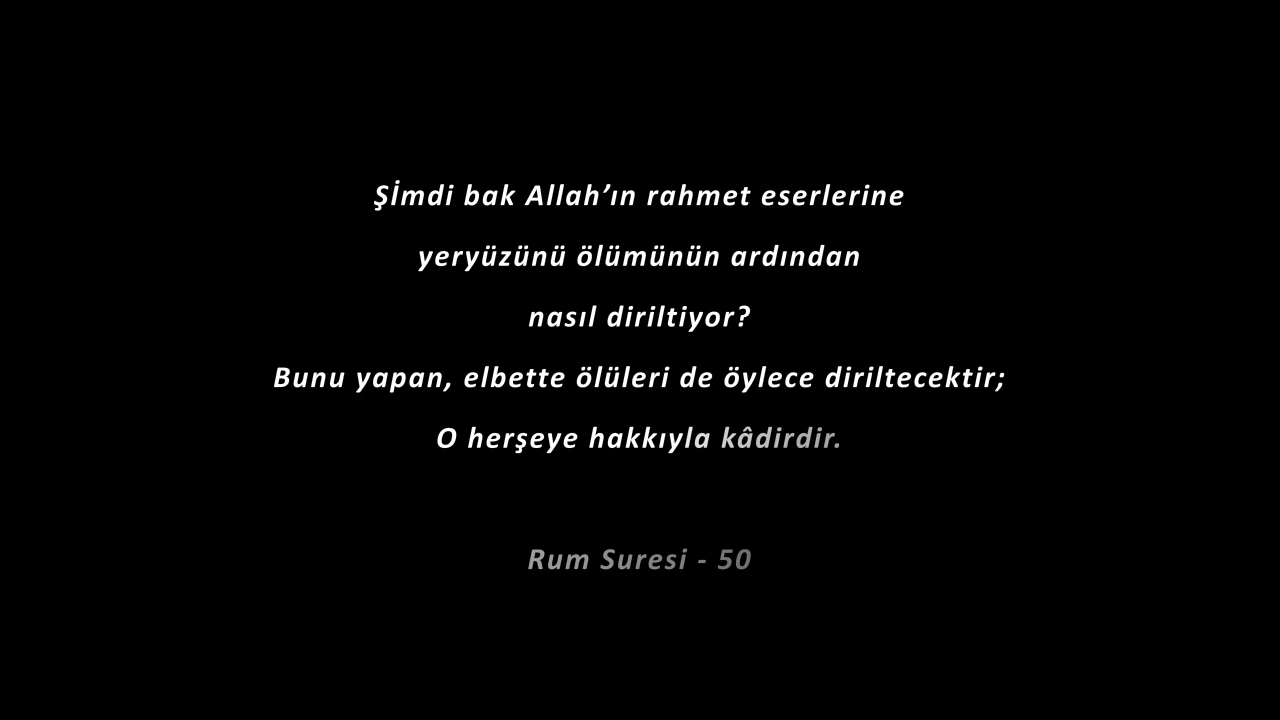 Şİmdi bak Allah’ın rahmet eserlerine
yeryüzünü ölümünün ardından
nasıl diriltiyor?
Bunu yapan, elbette ölüleri de öylece diriltecektir;
O herşeye hakkıyla kâdirdir.
Rum Suresi - 50